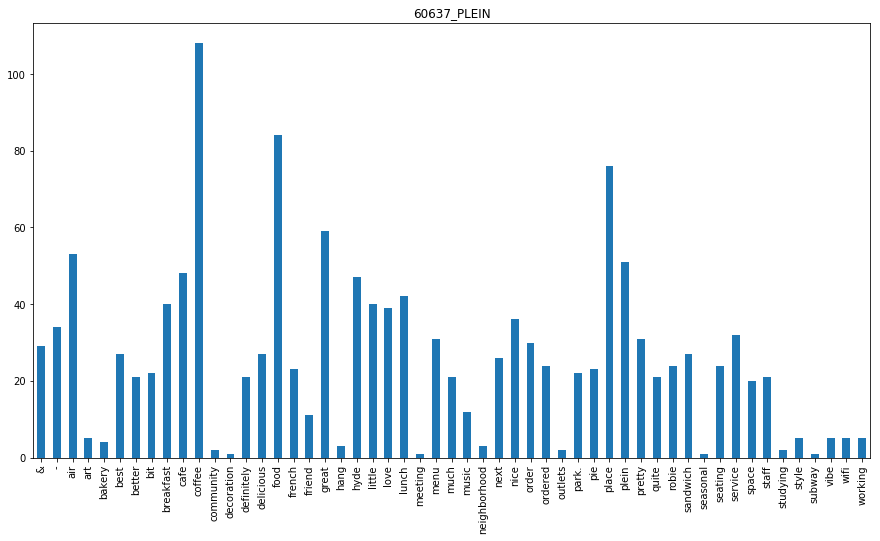 60637_PLEIN
100
80
60
40
20
0
&
-
air
art
bakery
best
better
bit
breakfast
cafe
coffee
community
decoration
definitely
delicious
food
french
friend
great
hang
hyde
little
love
lunch
meeting
menu
much
music
neighborhood
next
nice
order
ordered
outlets
park.
pie
place
plein
pretty
quite
robie
sandwich
seasonal
seating
service
space
staff
studying
style
subway
vibe
wifi
working